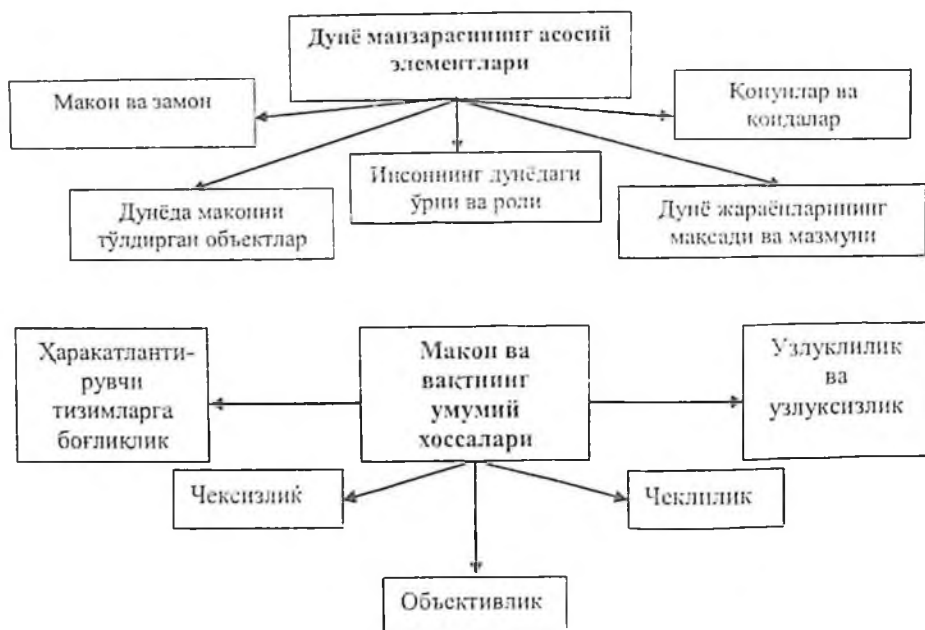 Дунё манзарасининг асосий
элементлари
Макон ва замон
Қонунлар ва
қоидалар
Дунёда маконни
тўлдирган объектлар
Инсоннинг дунёдаги
ўрни ва роли
Дунё жараёнларининг
мақсади ва мазмуни
Ҳаракатланти-
рувчи
тизимларга
боғлиқлик
Макон ва
вақтнинг
умумий
хоссалари
Узлуклилик
ва
узлуксизлик
Чексизлик
Чеклилик
Объективлик